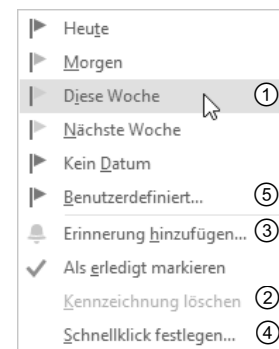 Heute
Morgen
Diese Woche 1
Nächste Woche
Kein Datum
Benutzerdefiniert... 5
Erinnerung hinzufügen... 3
Als erledigt markieren
Kennzeichnung löschen 2
Schnellklick festlegen... 4